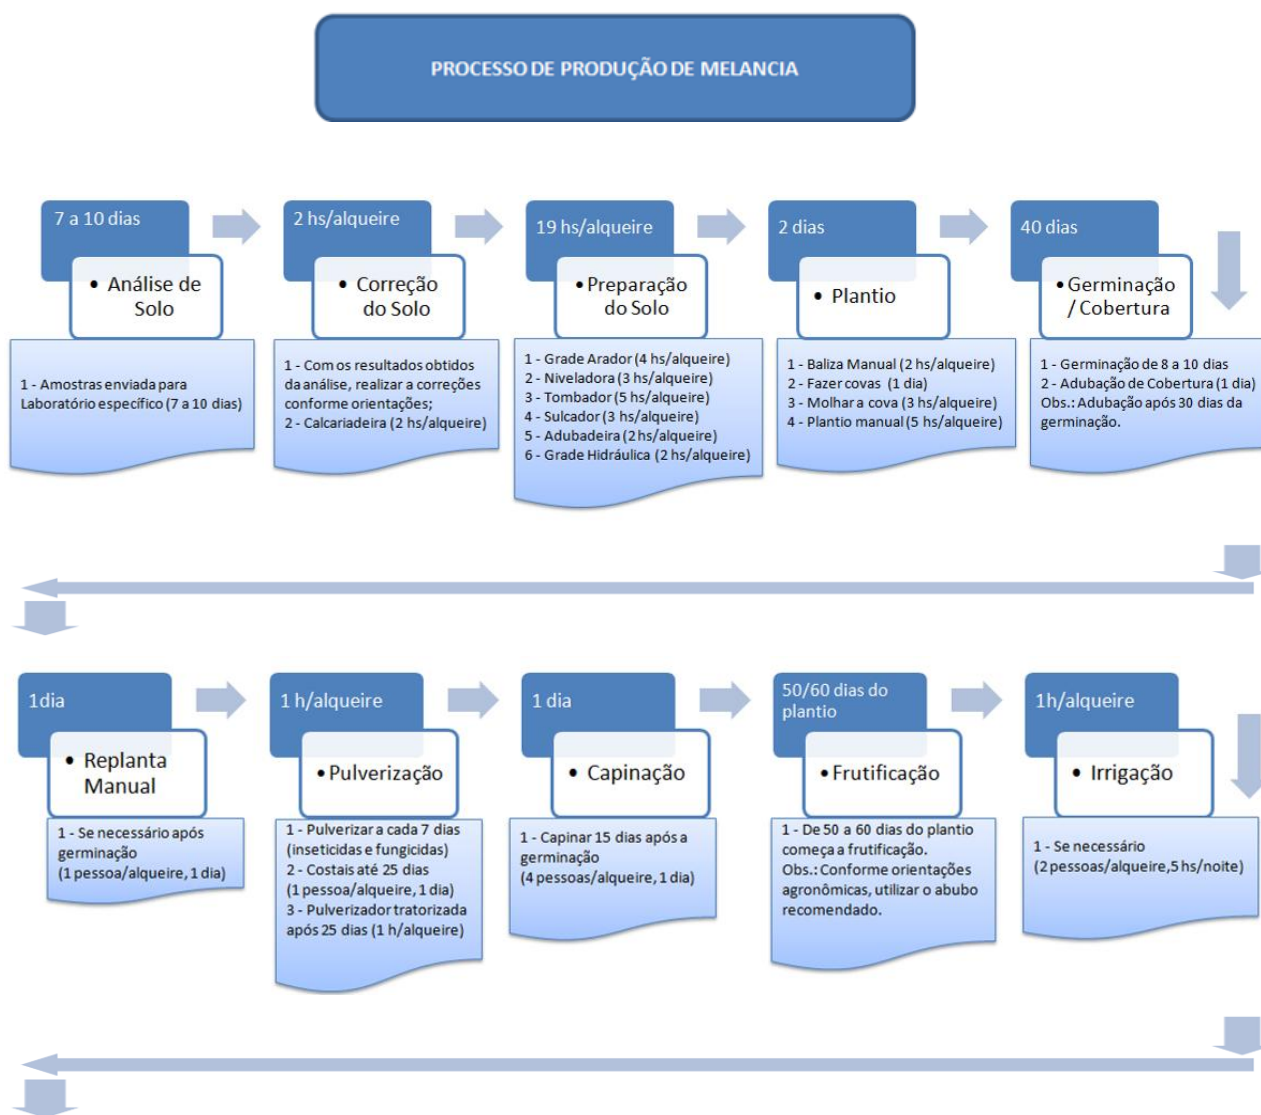 PROCESSO DE PRODUÇÃO DE MELANCIA
7 a 10 dias
• Análise de
Solo
1 - Amostras enviada para
Laboratório específico (7 a 10 dias)
2 hs/alqueire
• Correção
do Solo
1 - Com os resultados obtidos
da análise, realizar a correções
conforme orientações;
2 - Calcariadeira (2 hs/alqueire)
19 hs/alqueire
• Preparação
do Solo
1 - Grade Arador (4 hs/alqueire)
2 - Niveladora (3 hs/alqueire)
3 - Tombador (5 hs/alqueire)
4 - Sulcador (3 hs/alqueire)
5 - Adubadeira (2 hs/alqueire)
6 - Grade Hidráulica (2 hs/alqueire)
2 dias
• Plantio
1 - Baliza Manual (2 hs/alqueire)
2 - Fazer covas (1 dia)
3 - Molhar a cova (3 hs/alqueire)
4 - Plantio manual (5 hs/alqueire)
40 dias
• Germinação
/ Cobertura
1 - Germinação de 8 a 10 dias
2 - Adubação de Cobertura (1 dia)
Obs.: Adubação após 30 dias da
germinação.
1dia
• Replanta
Manual
1 - Se necessário após
germinação
(1 pessoa/alqueire, 1 dia)
1 h/alqueire
• Pulverização
1 - Pulverizar a cada 7 dias
(inseticidas e fungicidas)
2 - Costais até 25 dias
(1 pessoa/alqueire, 1 dia)
3 - Pulverizador tratorizada
após 25 dias (1 h/alqueire)
1 dia
• Capinação
1 - Capinar 15 dias após a
germinação
(4 pessoas/alqueire, 1 dia)
50/60 dias do
plantio
• Frutificação
1 - De 50 a 60 dias do plantio
começa a frutificação.
Obs.: Conforme orientações
agronômicas, utilizar o abubo
recomendado.
1h/alqueire
• Irrigação
1 - Se necessário
(2 pessoas/alqueire,5 hs/noite)